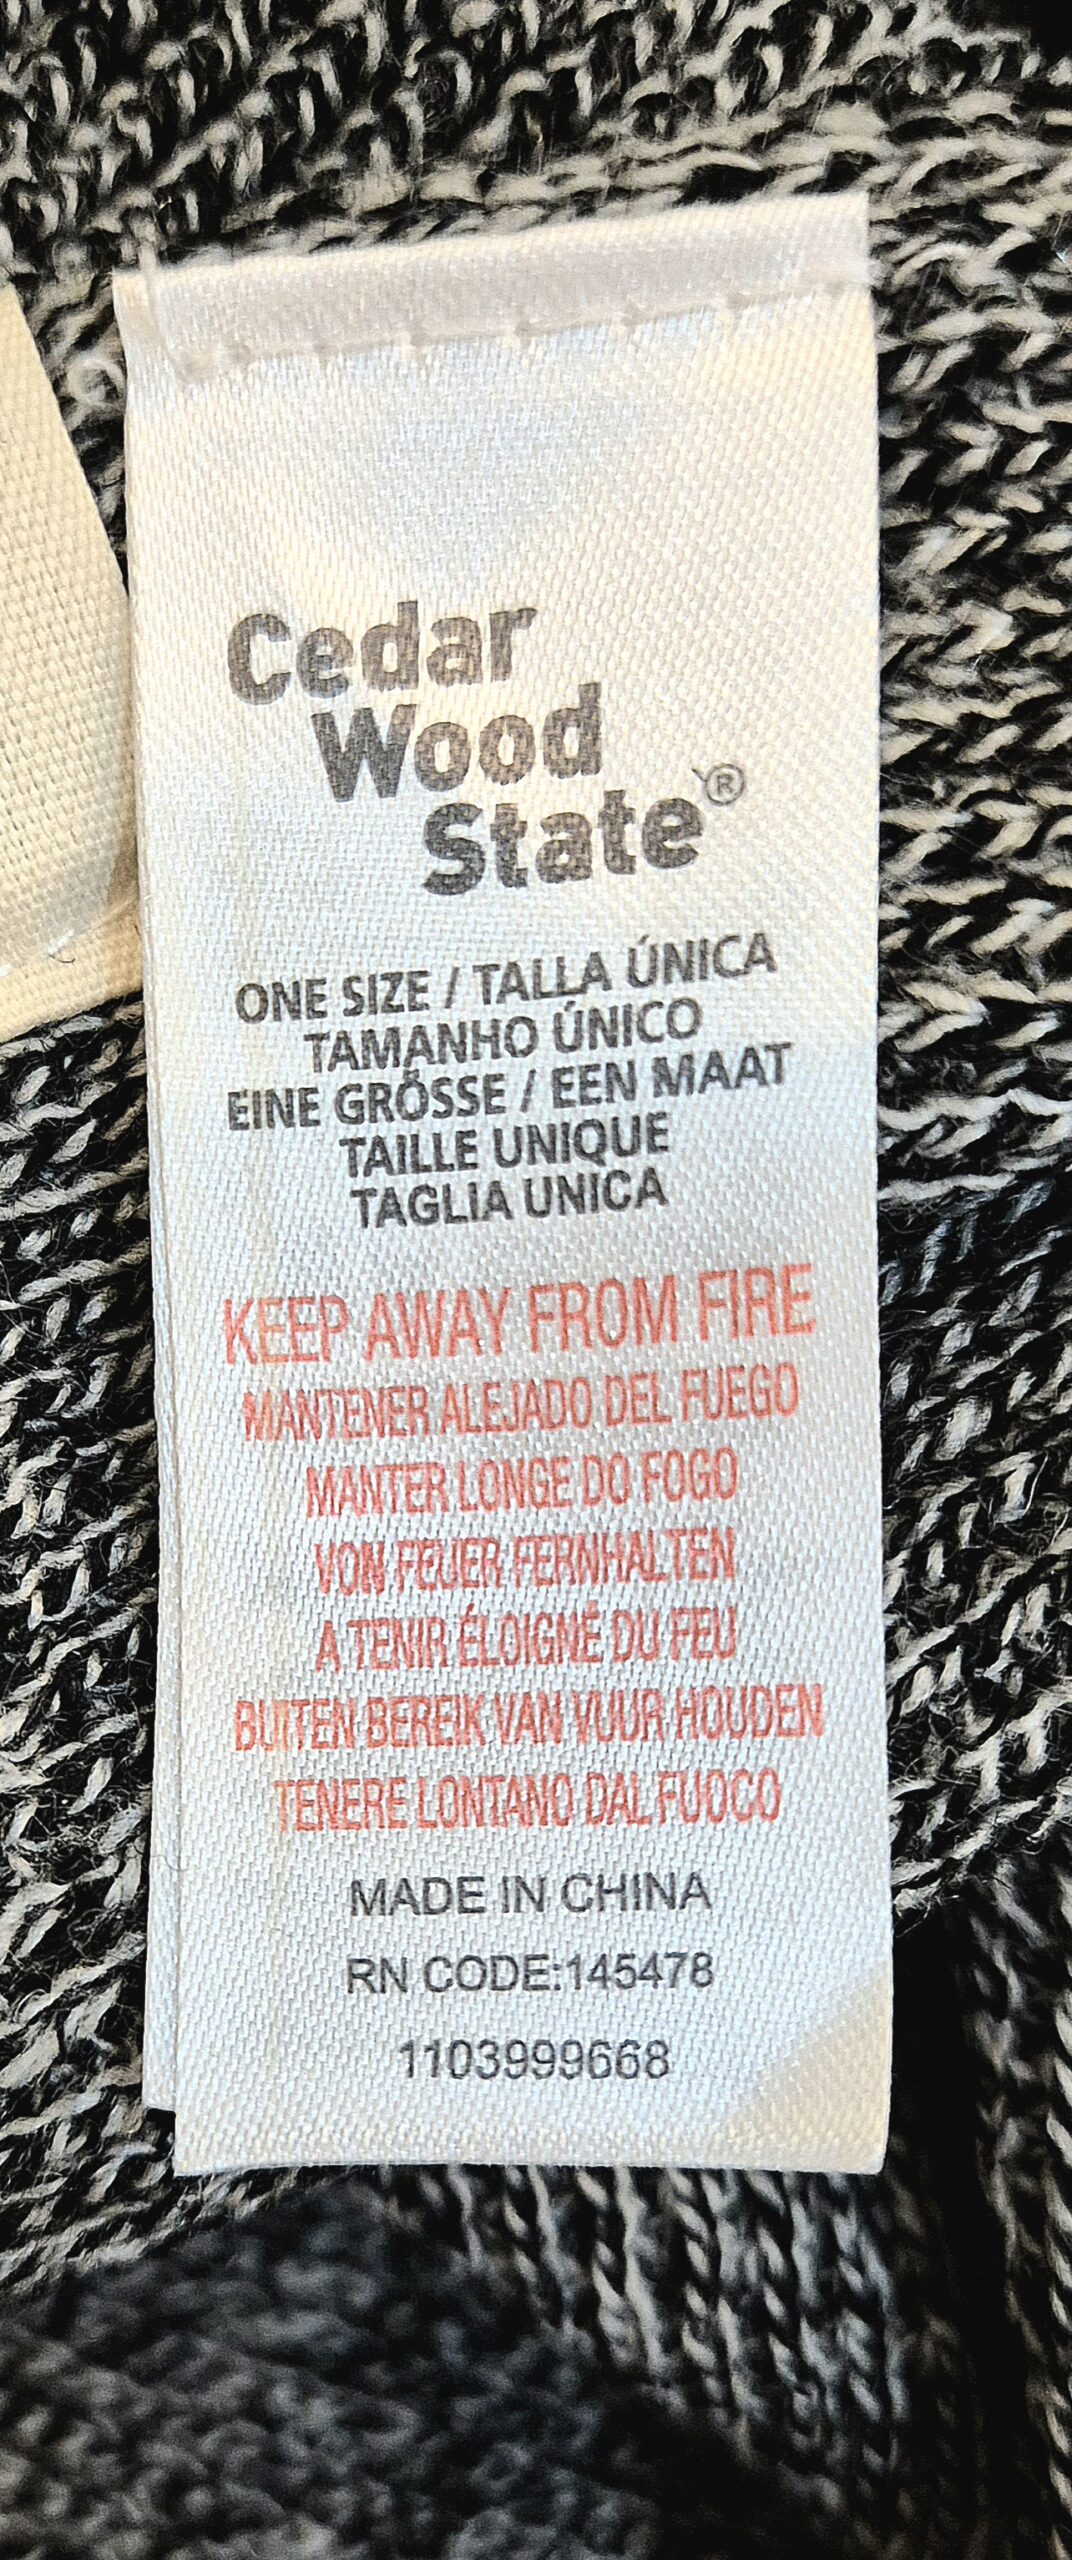 Cedar
Wood
State®
ONE SIZE / TALLA ÚNICA
TAMANHO ÚNICO
EINE GRÖSSE / EEN MAAT
TAILLE UNIQUE
TAGLIA UNICA
KEEP AWAY FROM FIRE
MANTENER ALEJADO DEL FUEGO
MANTER LONGE DO FOGO
VON FEUER FERNHALTEN
A TENIR ÉLOIGNÉ DU FEU
BUITEN BEREIK VAN VUUR HOUDEN
TENERE LONTANO DAL FUOCO
MADE IN CHINA
RN CODE:145478
1103999668